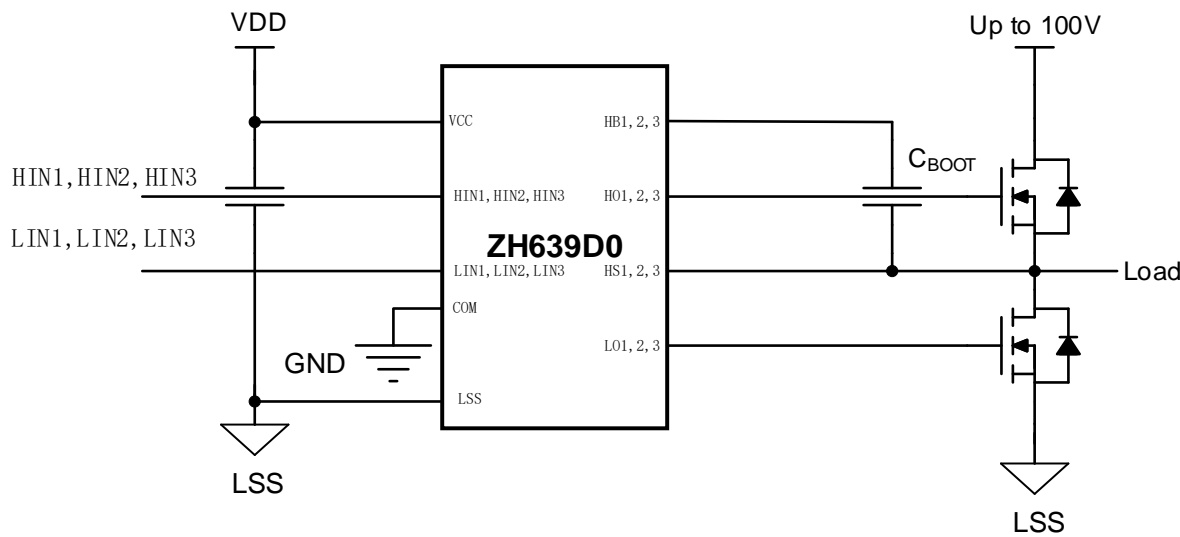 VDD
Up to 100V
VCC
HB1,2,3
CBOOT
HIN1,HIN2,HIN3
HIN1,HIN2,HIN3
HO1,2,3
LIN1,LIN2,LIN3
ZH639D0
LIN1,LIN2,LIN3
HS1,2,3
Load
COM
GND
LO1,2,3
LSS
LSS
LSS